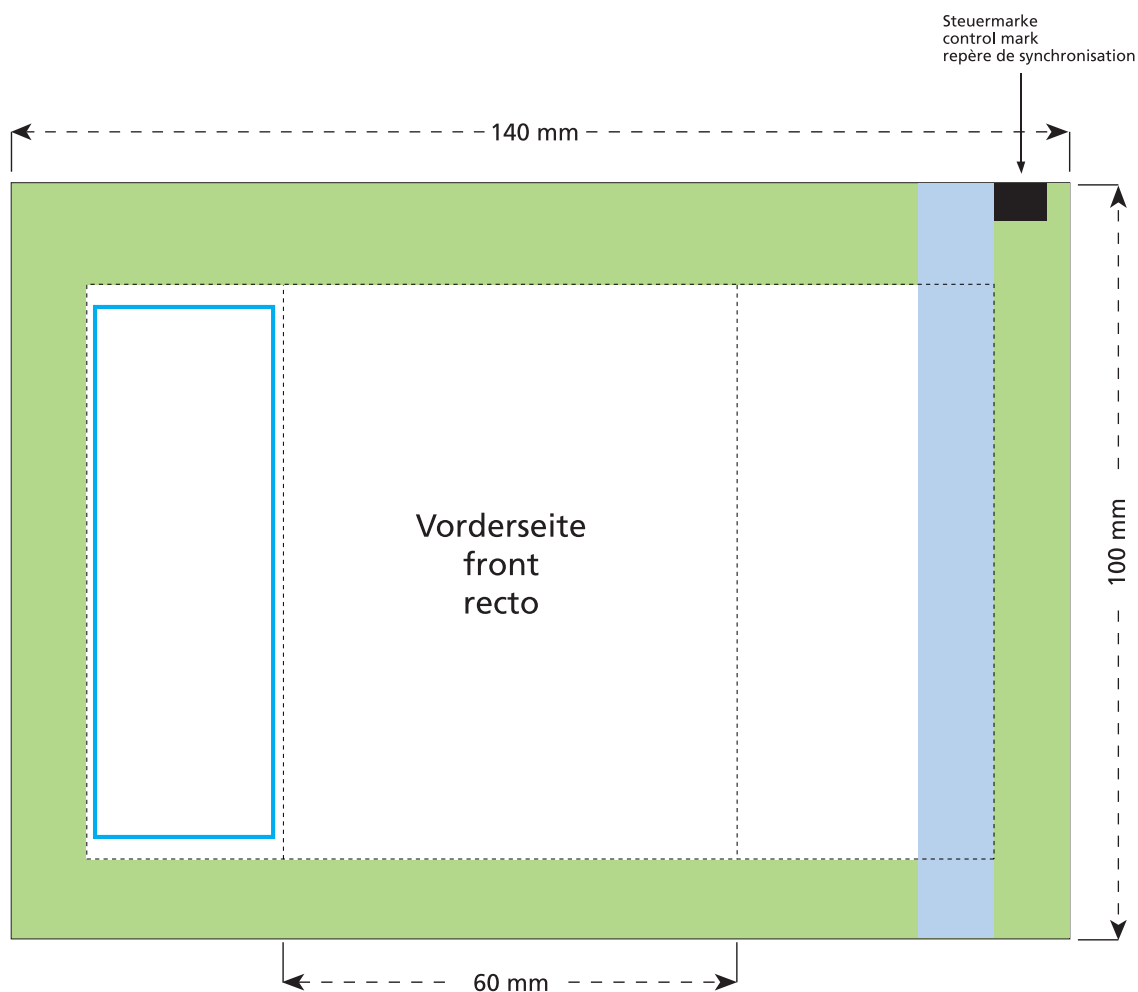 Steuermarke
control mark
repère de synchronisation
140 mm
Vorderseite
front
recto
100 mm
60 mm